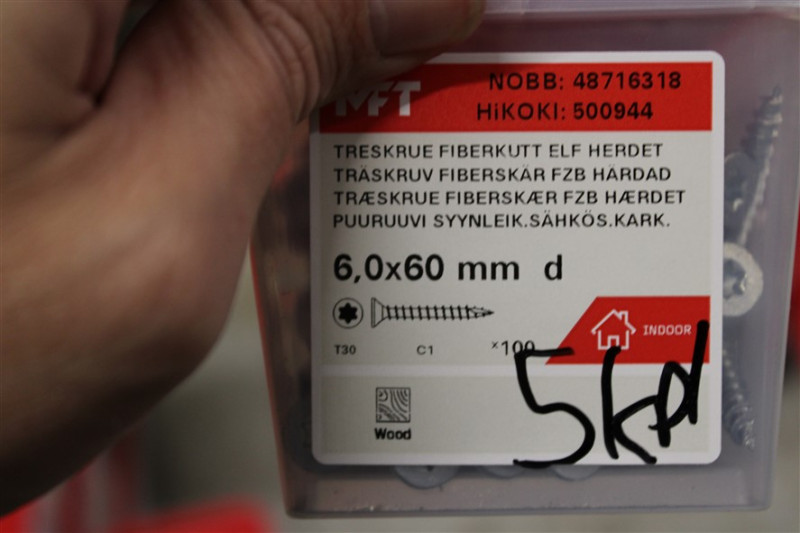 MFT
NOBB: 48716318
HiKOKI: 500944
TRESKRUE FIBERKUTT ELF HERDET
TRÄSKRUV FIBERSKÄR FZB HÄRDAD
TRÆSKRUE FIBERSKÆR FZB HÆRDET
PUURUUVI SYYNLEIK.SÄHKÖS.KARK.
6,0x60 mm d
INDOOR
T30 C1 x100
5kpl
Wood